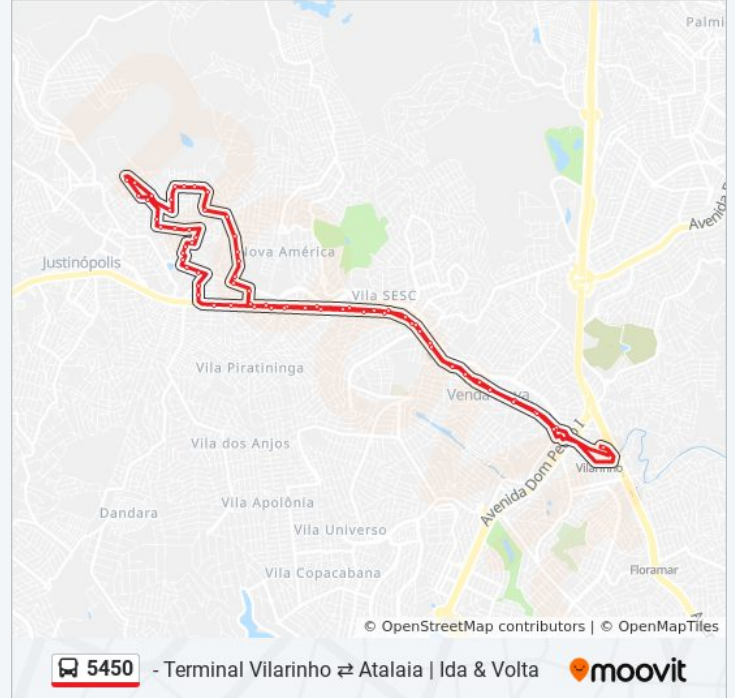 Palmi
Avenida
Nova América
Justinópolis
Vila SESC
Vila Piratininga
Venda Nova
Vila dos Anjos
Avenida Dom Pedro I
Vilarinho
Vila Apolônia
Dandara
Vila Universo
Vila Copacabana
Floramar
© OpenStreetMap contributors | © OpenMapTiles
5450 - Terminal Vilarinho ⇄ Atalaia | Ida & Volta
moovit